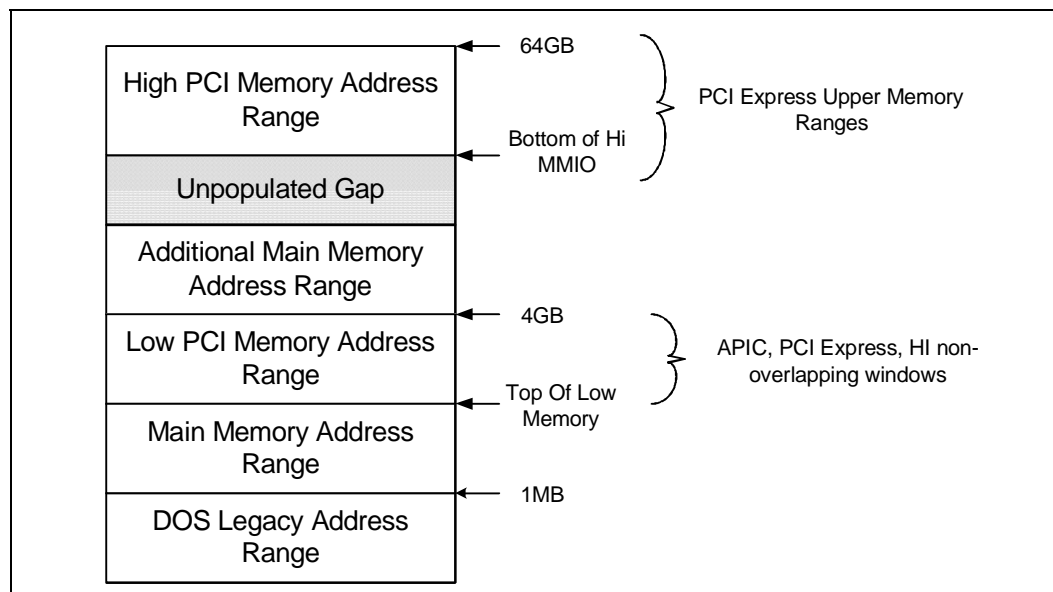 64GB
High PCI Memory Address
Range
PCI Express Upper Memory
Ranges
Bottom of Hi
MMIO
Unpopulated Gap
Additional Main Memory
Address Range
4GB
Low PCI Memory Address
Range
APIC, PCI Express, HI non-
overlapping windows
Top Of Low
Memory
Main Memory Address
Range
1MB
DOS Legacy Address
Range